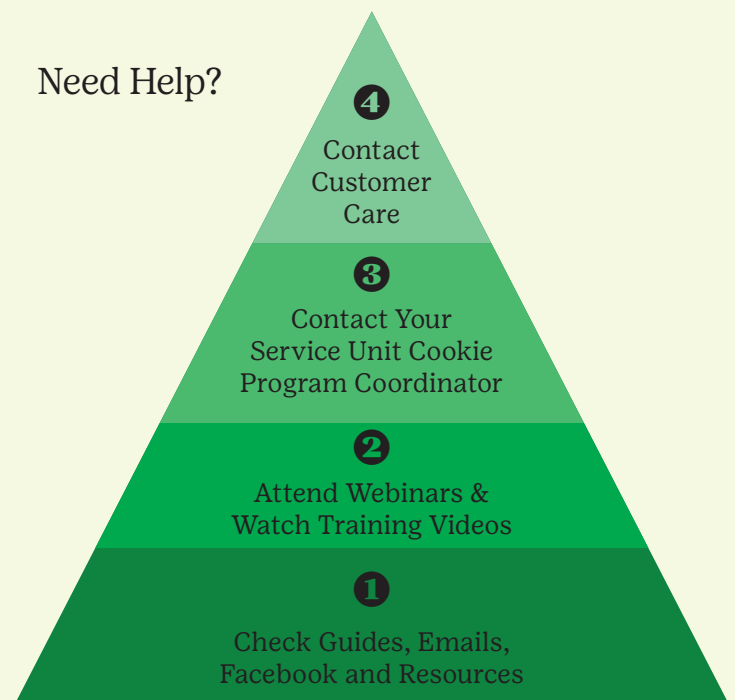 Need Help?
4
Contact
Customer
Care
3
Contact Your
Service Unit Cookie
Program Coordinator
2
Attend Webinars &
Watch Training Videos
1
Check Guides, Emails,
Facebook and Resources